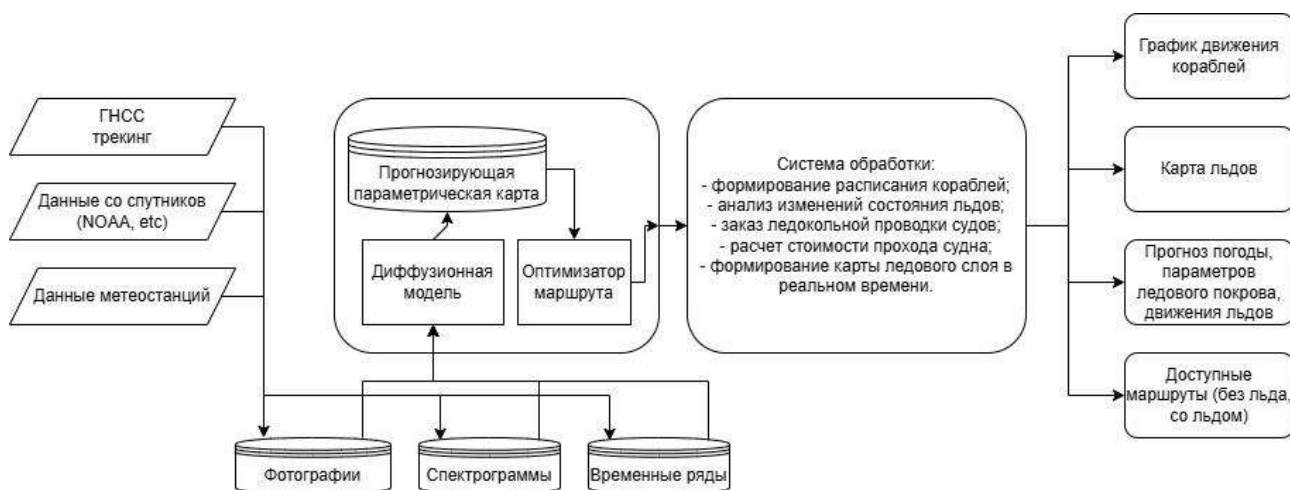 ГНСС
трекинг
Данные со спутников
(NOAA, etc)
Данные метеостанций
Прогнозирующая
параметрическая карта
Диффузионная
модель
Оптимизатор
маршрута
Фотографии
Спектрограммы
Временные ряды
Система обработки:
- формирование расписания кораблей;
- анализ изменений состояния льдов;
- заказ ледокольной проводки судов;
- расчет стоимости прохода судна;
- формирование карты ледового слоя в
реальном времени.
График движения
кораблей
Карта льдов
Прогноз погоды,
параметров
ледового покрова,
движения льдов
Доступные
маршруты (без льда,
со льдом)